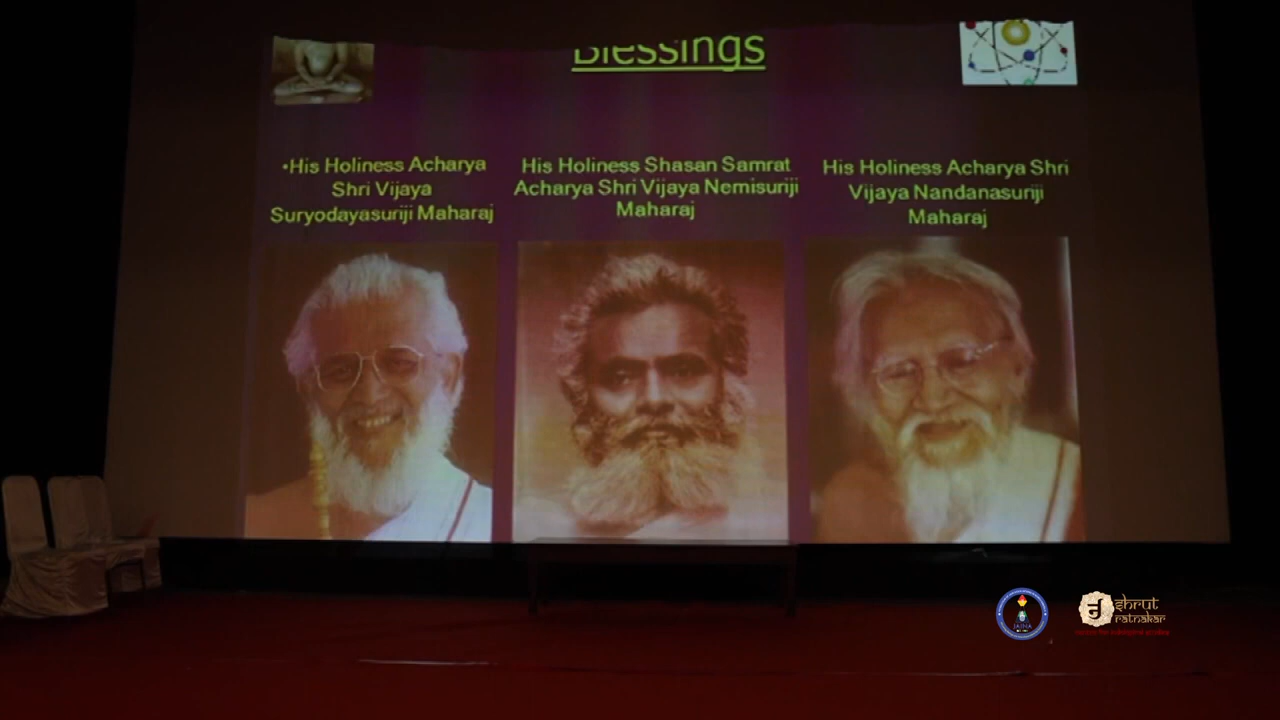 Blessings
•His Holiness Acharya
Shri Vijaya
Suryodayasuriji Maharaj
His Holiness Shasan Samrat
Acharya Shri Vijaya Nemisuriji
Maharaj
His Holiness Acharya Shri
Vijaya Nandanasuriji
Maharaj
JAINA
shrut
ratnakar